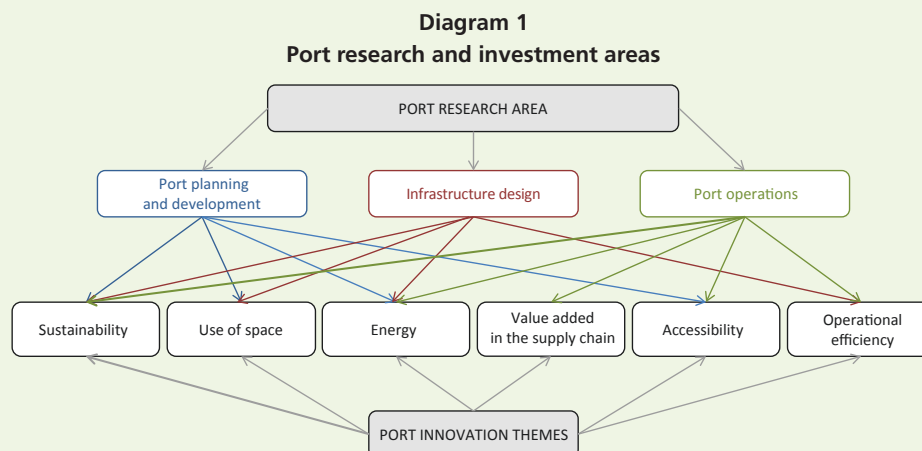 Diagram 1
Port research and investment areas
PORT RESEARCH AREA
Port planning
and development
Infrastructure design
Port operations
Sustainability
Use of space
Energy
Value added
in the supply chain
Accessibility
Operational
efficiency
PORT INNOVATION THEMES